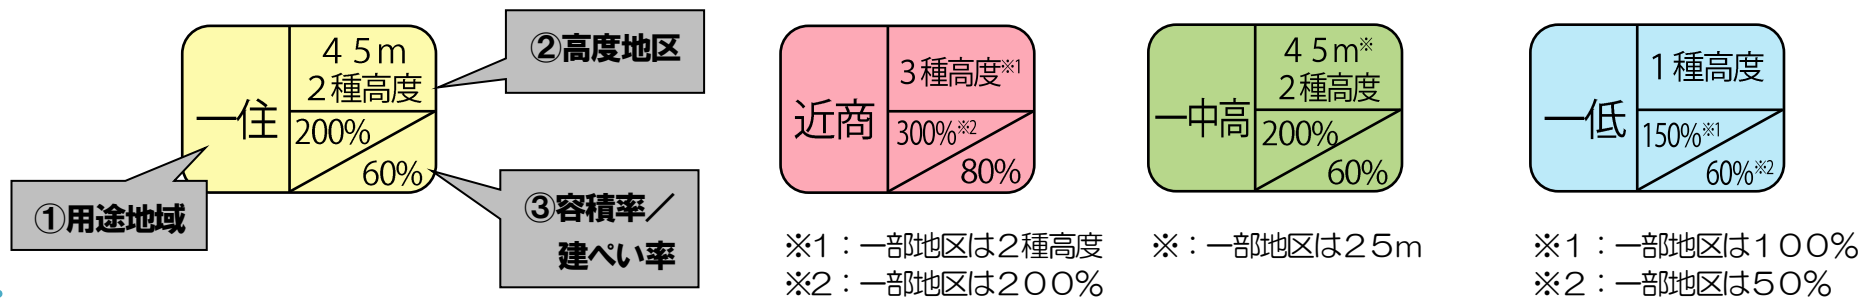 一住
４５ｍ
２種高度
200%
60%
①用途地域
②高度地区
③容積率／
建ぺい率
近商
３種高度※1
300%※2
80%
※１：一部地区は２種高度
※２：一部地区は２００％
一中高
４５ｍ※
２種高度
200%
60%
※：一部地区は２５ｍ
一低
１種高度
150%※1
60%※2
※１：一部地区は１００％
※２：一部地区は５０％